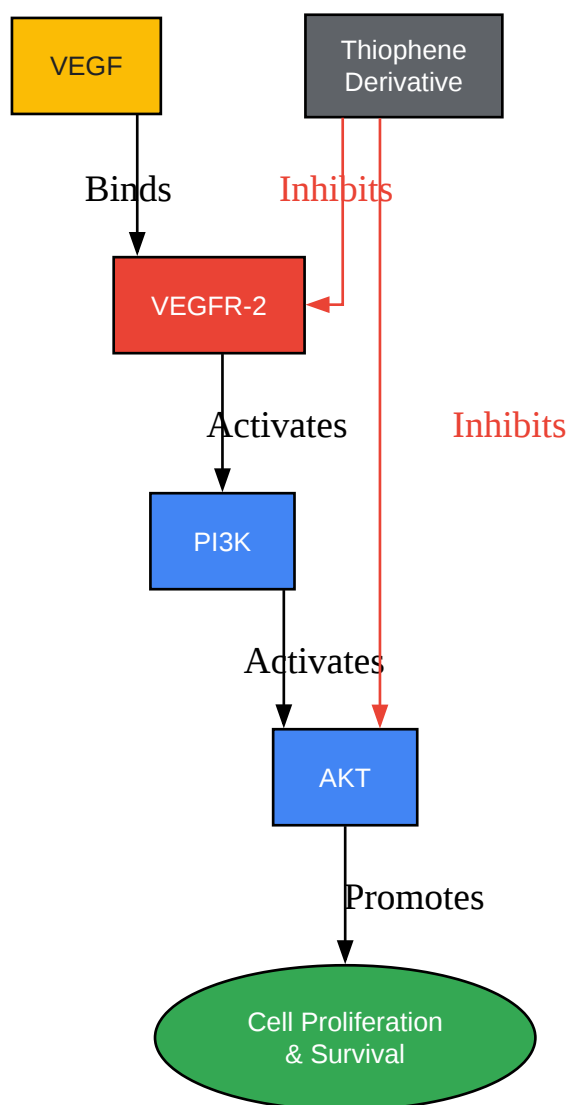 VEGF
Thiophene
Derivative
Binds
Inhibits
VEGFR-2
Activates
Inhibits
PI3K
Activates
AKT
Promotes
Cell Proliferation
& Survival